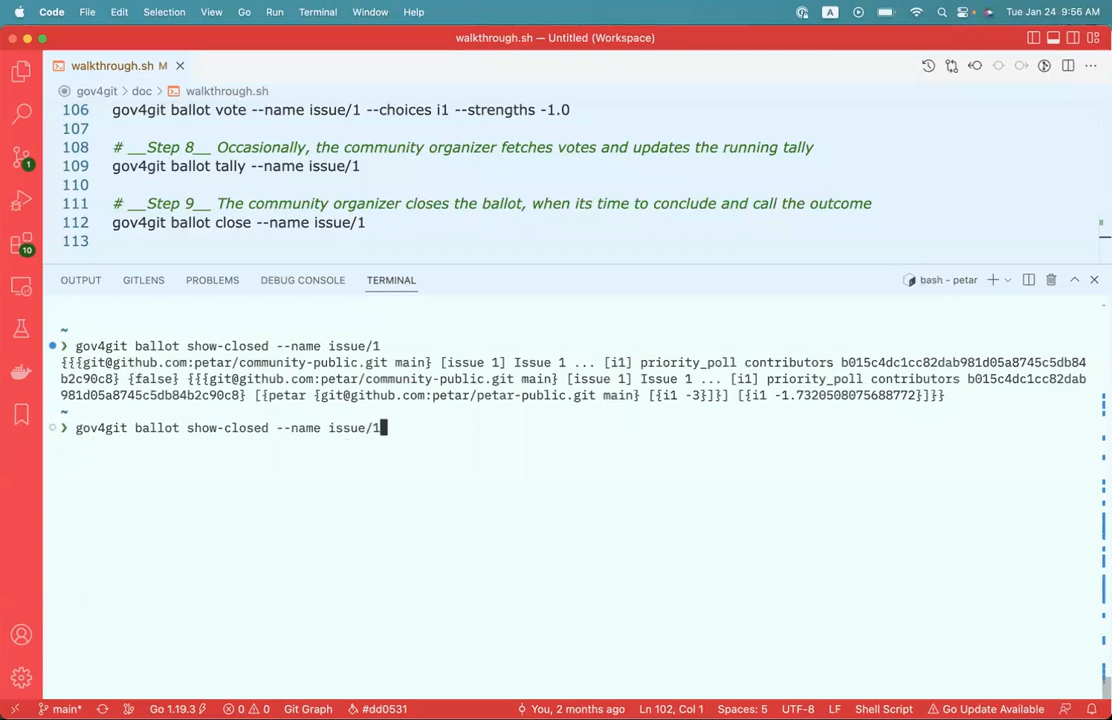 Code File Edit Selection View Go Run Terminal Window Help A Tue Jan 24 9:56 AM
walkthrough.sh — Untitled (Workspace)
walkthrough.sh M
gov4git > doc > walkthrough.sh
106 gov4git ballot vote --name issue/1 --choices i1 --strengths -1.0
107
108 # __Step 8__ Occasionally, the community organizer fetches votes and updates the running tally
109 gov4git ballot tally --name issue/1
110
111 # __Step 9__ The community organizer closes the ballot, when its time to conclude and call the outcome
112 gov4git ballot close --name issue/1
113
1
10
OUTPUT GITLENS PROBLEMS DEBUG CONSOLE TERMINAL bash - petar
~
❯ gov4git ballot show-closed --name issue/1
{{{git@github.com:petar/community-public.git main} [issue 1] Issue 1 ... [i1] priority_poll contributors b015c4dc1cc82dab981d05a8745c5db84
b2c90c8} {false} {{{git@github.com:petar/community-public.git main} [issue 1] Issue 1 ... [i1] priority_poll contributors b015c4dc1cc82dab
981d05a8745c5db84b2c90c8} [{petar {git@github.com:petar/petar-public.git main} [{i1 -3}]}] [{i1 -1.7320508075688772}]}}
~
❯ gov4git ballot show-closed --name issue/1
main* Go 1.19.3 0 0 Git Graph #dd0531 You, 2 months ago Ln 102, Col 1 Spaces: 5 UTF-8 LF Shell Script Go Update Available